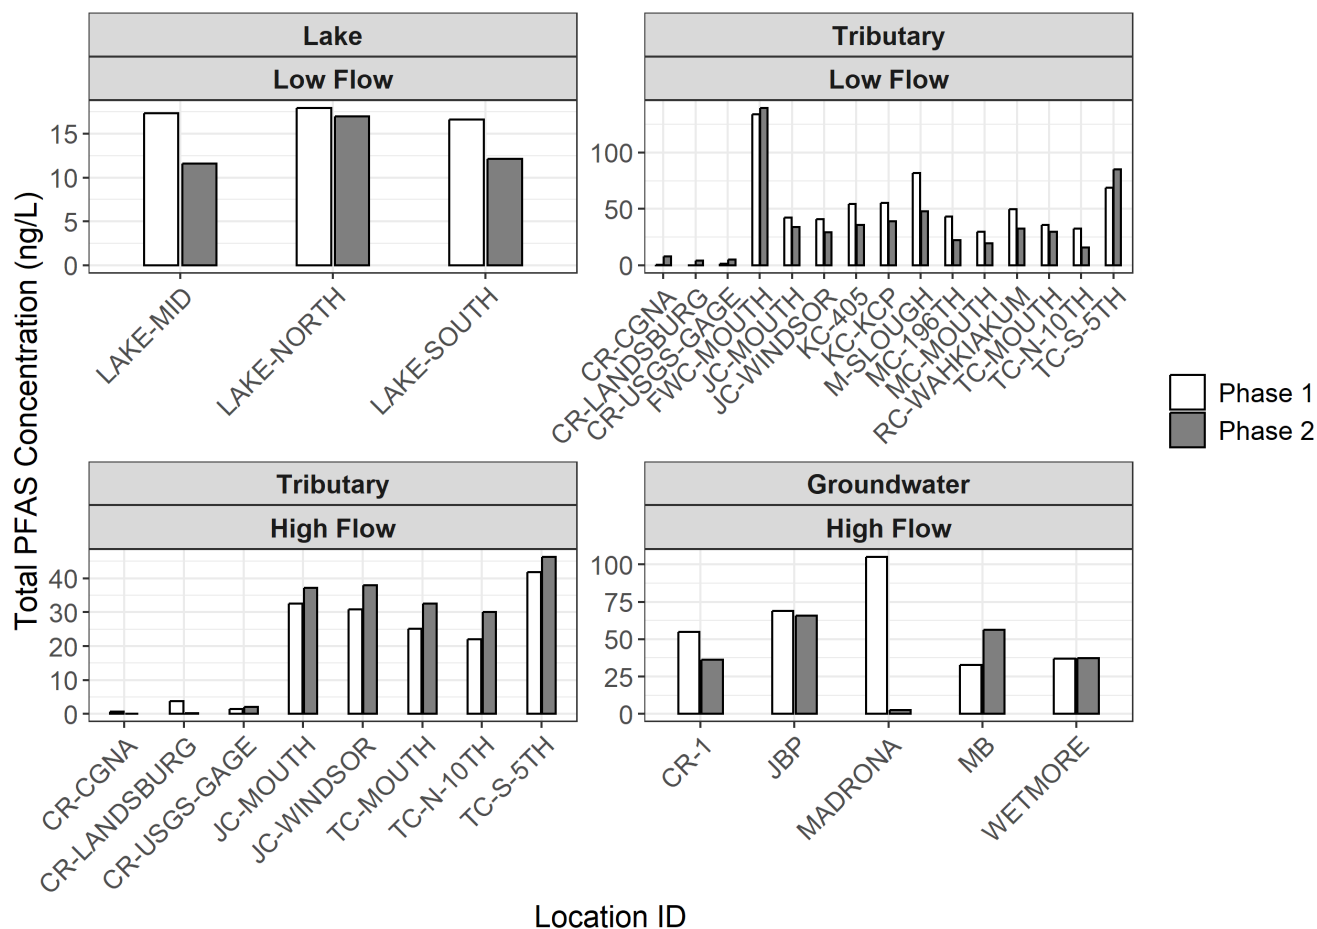 Lake
Low Flow
15
10
5
0
LAKE-MID
LAKE-NORTH
LAKE-SOUTH
Tributary
Low Flow
100
50
0
CR-CGNA
CR-LANDSBURG
CR-USGS-GAGE
FWC-MOUTH
JC-MOUTH
JC-WINDSOR
KC-405
KC-KCP
M-SLOUGH
MC-196TH
MC-MOUTH
RC-WAHKIAKUM
TC-MOUTH
TC-N-10TH
TC-S-5TH
Total PFAS Concentration (ng/L)
Phase 1
Phase 2
Tributary
High Flow
40
30
20
10
0
CR-CGNA
CR-LANDSBURG
CR-USGS-GAGE
JC-MOUTH
JC-WINDSOR
TC-MOUTH
TC-N-10TH
TC-S-5TH
Groundwater
High Flow
100
75
50
25
0
CR-1
JBP
MADRONA
MB
WETMORE
Location ID